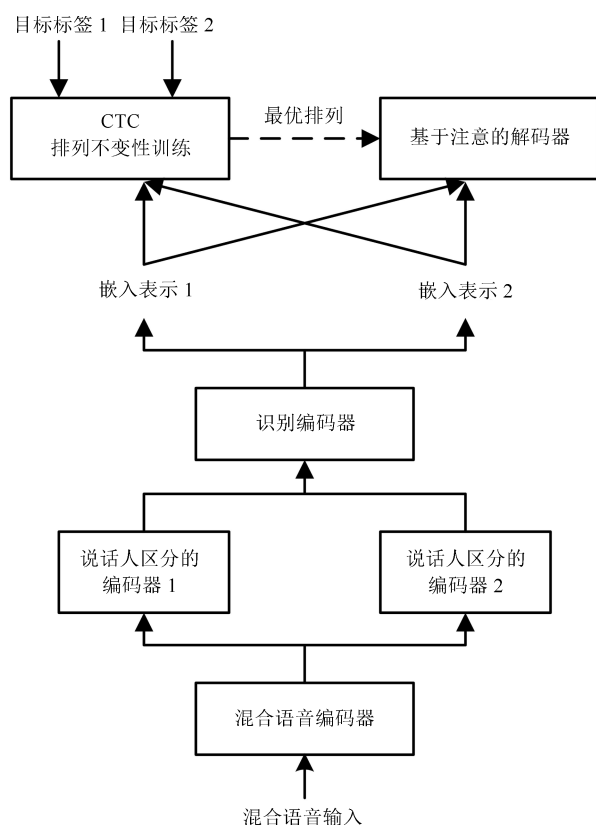 目标标签 1 目标标签 2
CTC
排列不变性训练
最优排列
基于注意的解码器
嵌入表示 1
嵌入表示 2
识别编码器
说话人区分的
编码器 1
说话人区分的
编码器 2
混合语音编码器
混合语音输入